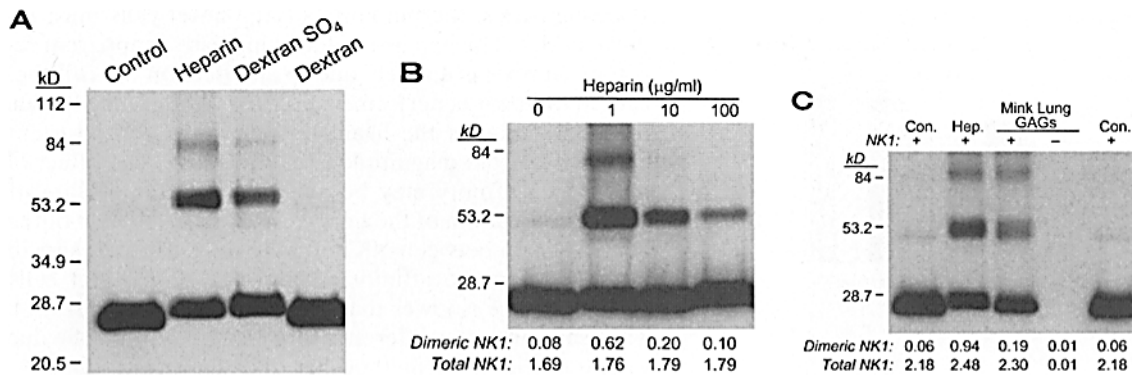 A
Control Heparin Dextran SO4 Dextran
kD
112
84
53.2
34.9
28.7
20.5
B
Heparin (μg/ml)
0 1 10 100
kD
84
53.2
28.7
Dimeric NK1: 0.08 0.62 0.20 0.10
Total NK1: 1.69 1.76 1.79 1.79
C
Mink Lung
Con. Hep. GAGs Con.
NK1: + + + – +
kD
84
53.2
28.7
Dimeric NK1: 0.06 0.94 0.19 0.01 0.06
Total NK1: 2.18 2.48 2.30 0.01 2.18